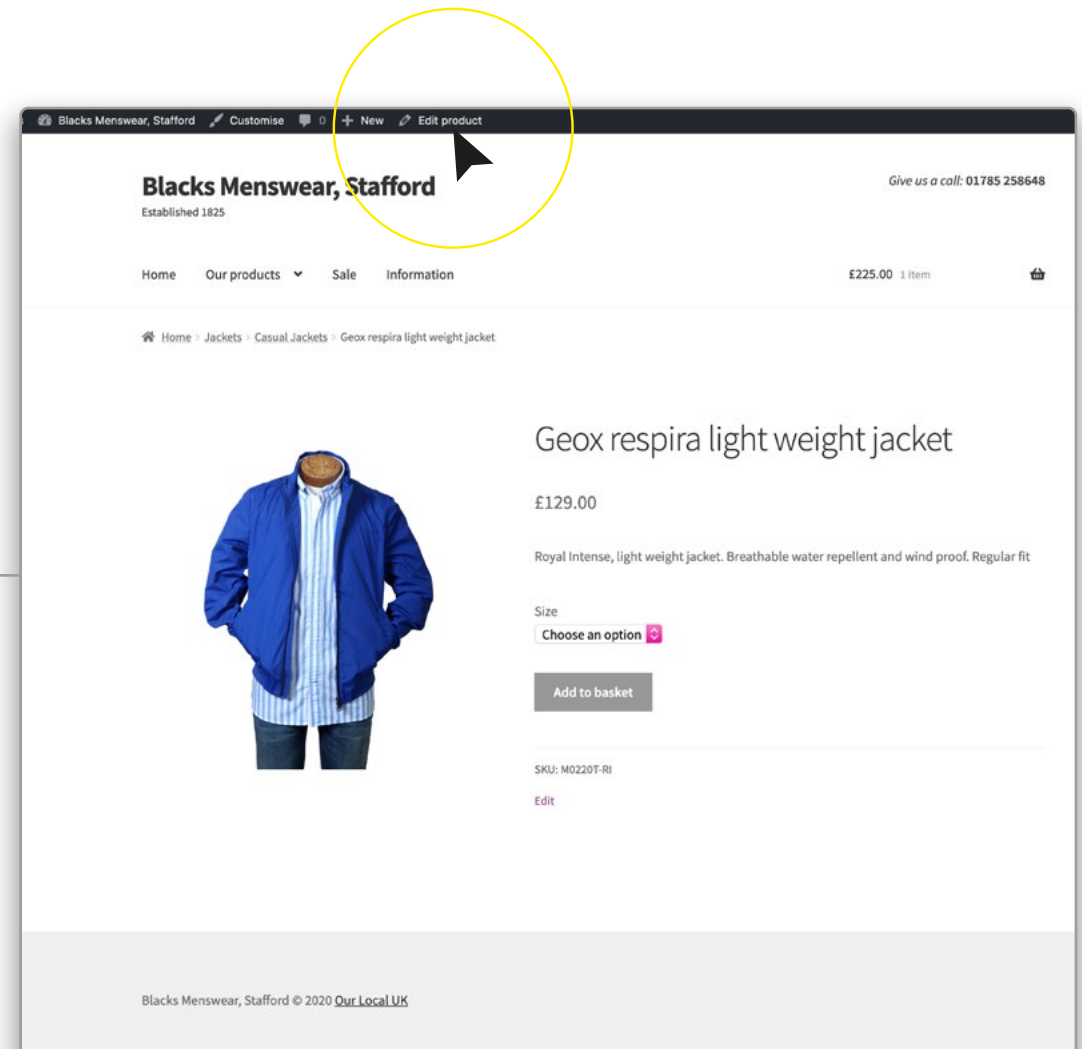 Blacks Menswear, Stafford Customise 0 New Edit product
Blacks Menswear, Stafford
Give us a call: 01785 258648
Established 1825
Home Our products Sale Information £225.00 1 item
Home Jackets Casual Jackets Geox respira light weight jacket
Geox respira light weight jacket
£129.00
Royal Intense, light weight jacket. Breathable water repellent and wind proof. Regular fit
Size
Choose an option
Add to basket
SKU: M0220T-RI
Edit
Blacks Menswear, Stafford © 2020 Our Local UK